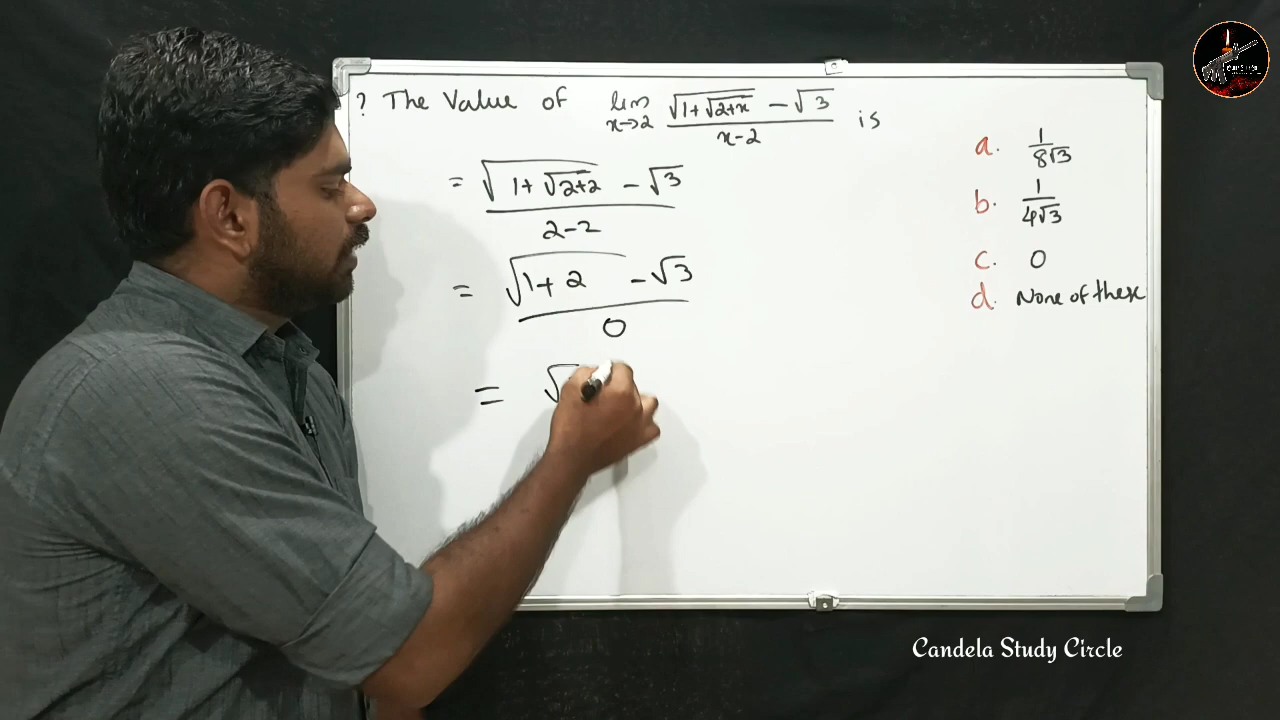 ? The Value of lim x→2 (√(1+√(2+x)) - √3)/(x-2) is
= (√(1+√(2+2)) - √3)/(2-2)
= (√(1+2) - √3)/0
= √
a. 1/(8√3)
b. 1/(4√3)
c. 0
d. None of these
Candela Study Circle